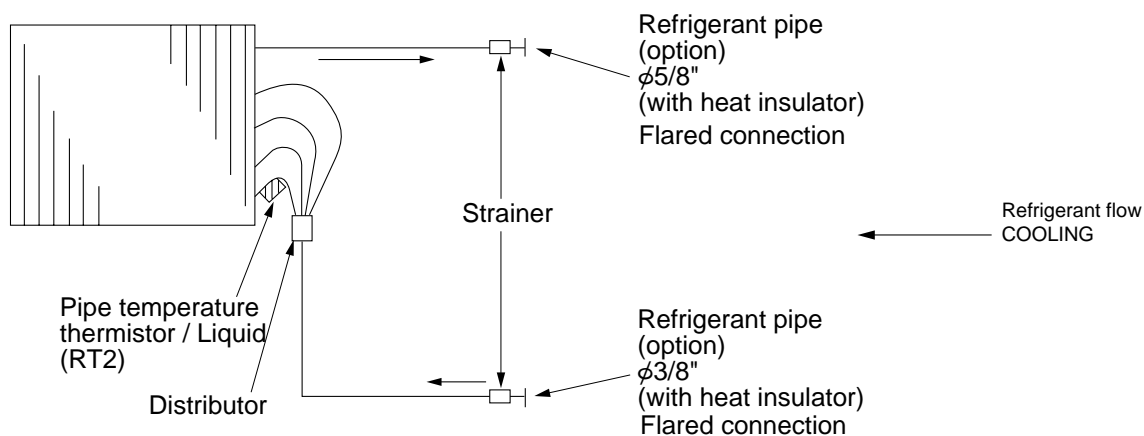 Refrigerant pipe
(option)
ϕ5/8"
(with heat insulator)
Flared connection
Strainer
Refrigerant flow
COOLING
Pipe temperature
thermistor / Liquid
(RT2)
Distributor
Refrigerant pipe
(option)
ϕ3/8"
(with heat insulator)
Flared connection